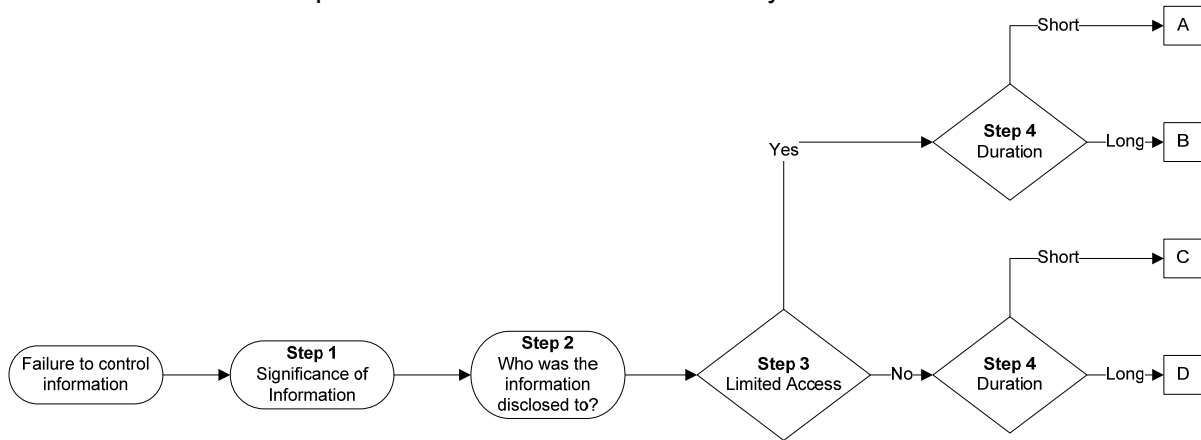 Short
A
Step 4
Duration
Long
B
Yes
Short
C
Failure to control
information
Step 1
Significance of
Information
Step 2
Who was the
information
disclosed to?
Step 3
Limited Access
No
Step 4
Duration
Long
D